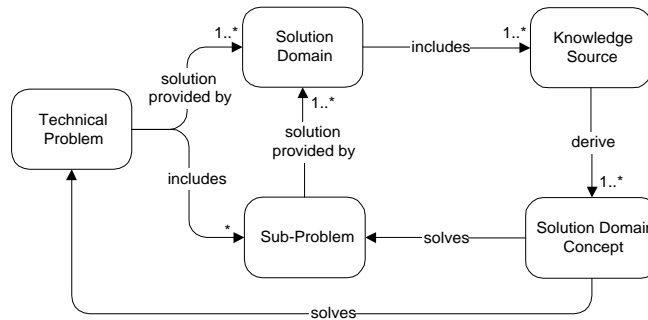 1..*
Solution
Domain
includes
1..*
Knowledge
Source
solution
provided by
Technical
Problem
1..*
solution
provided by
derive
includes
1..*
*
Sub-Problem
solves
Solution Domain
Concept
solves